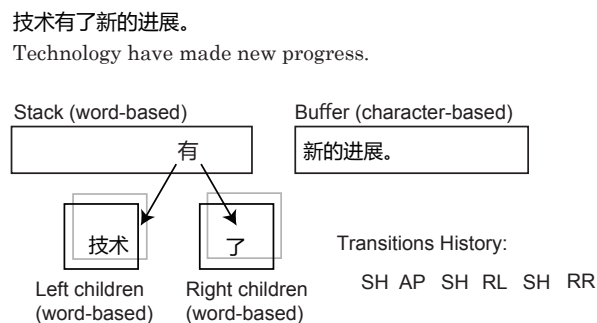 技术有了新的进展。
Technology have made new progress.
Stack (word-based)
Buffer (character-based)
有
新的进展。
技术
了
Transitions History:
SH AP SH RL SH RR
Left children
(word-based)
Right children
(word-based)